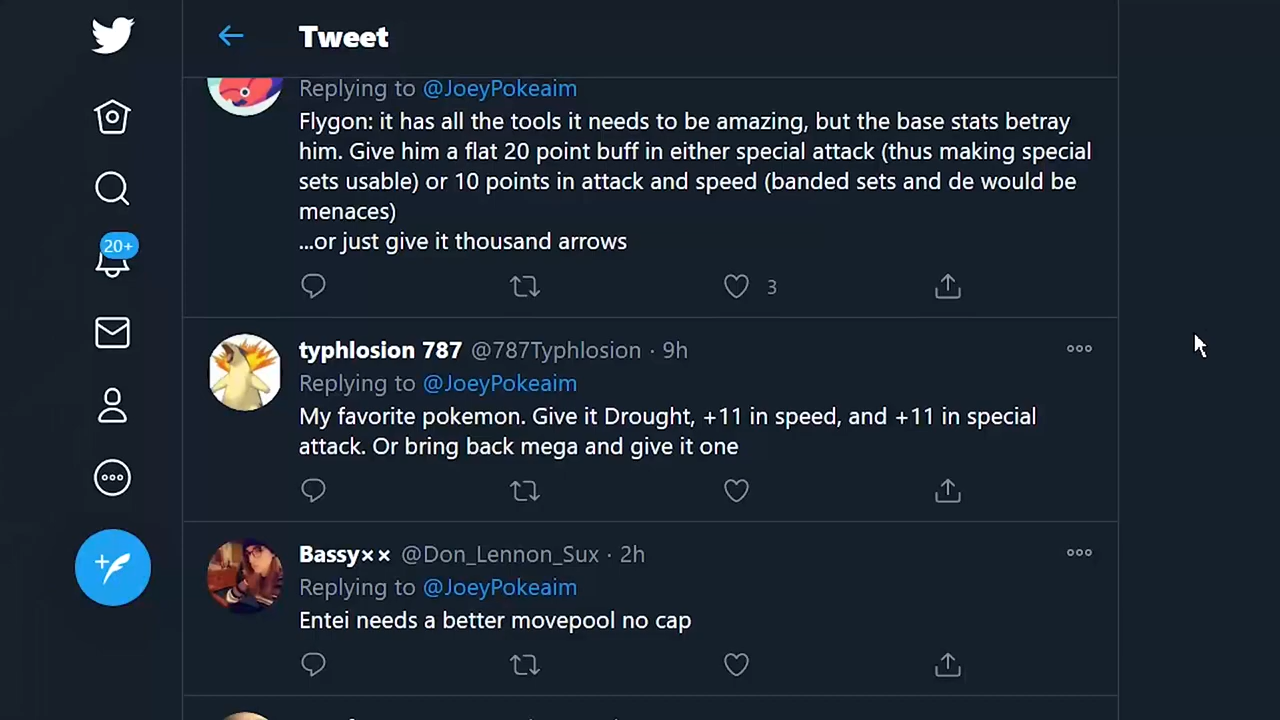 Tweet
Replying to @JoeyPokeaim
Flygon: it has all the tools it needs to be amazing, but the base stats betray
him. Give him a flat 20 point buff in either special attack (thus making special
sets usable) or 10 points in attack and speed (banded sets and de would be
menaces)
...or just give it thousand arrows
3
20+
typhlosion 787 @787Typhlosion · 9h
Replying to @JoeyPokeaim
My favorite pokemon. Give it Drought, +11 in speed, and +11 in special
attack. Or bring back mega and give it one
Bassy×× @Don_Lennon_Sux · 2h
Replying to @JoeyPokeaim
Entei needs a better movepool no cap